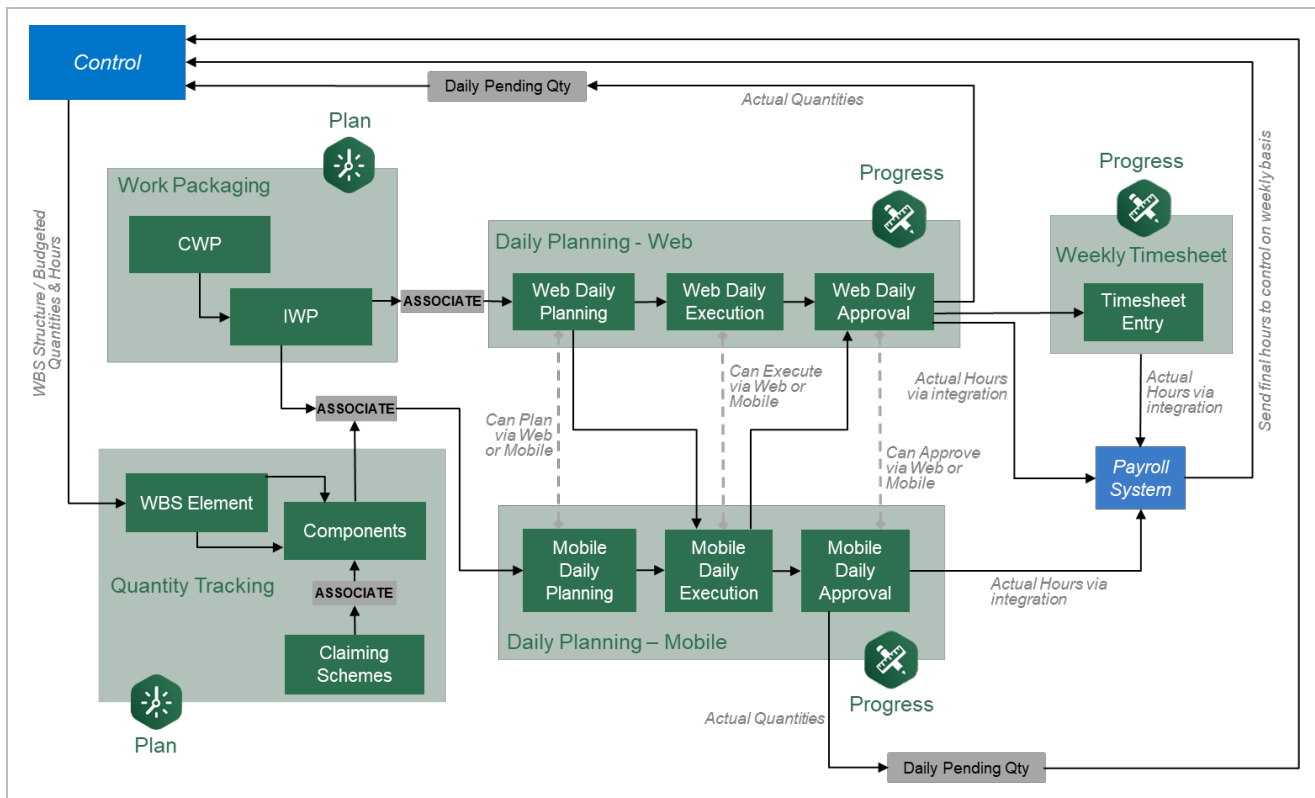 Control
Daily Pending Qty
Actual Quantities
Plan
Work Packaging
CWP
IWP
ASSOCIATE
Progress
Daily Planning - Web
Web Daily
Planning
Web Daily
Execution
Web Daily
Approval
Progress
Weekly Timesheet
Timesheet
Entry
WBS Structure / Budgeted
Quantities & Hours
Send final hours to control on weekly basis
Can Plan
via Web
or Mobile
Can Execute
via Web or
Mobile
Can Approve
via Web or
Mobile
Actual Hours
via integration
Actual
Hours via
integration
Payroll
System
ASSOCIATE
WBS Element
Components
Quantity Tracking
ASSOCIATE
Claiming
Schemes
Plan
Mobile
Daily
Planning
Mobile
Daily
Execution
Mobile
Daily
Approval
Daily Planning – Mobile
Actual Hours via
integration
Progress
Actual Quantities
Daily Pending Qty